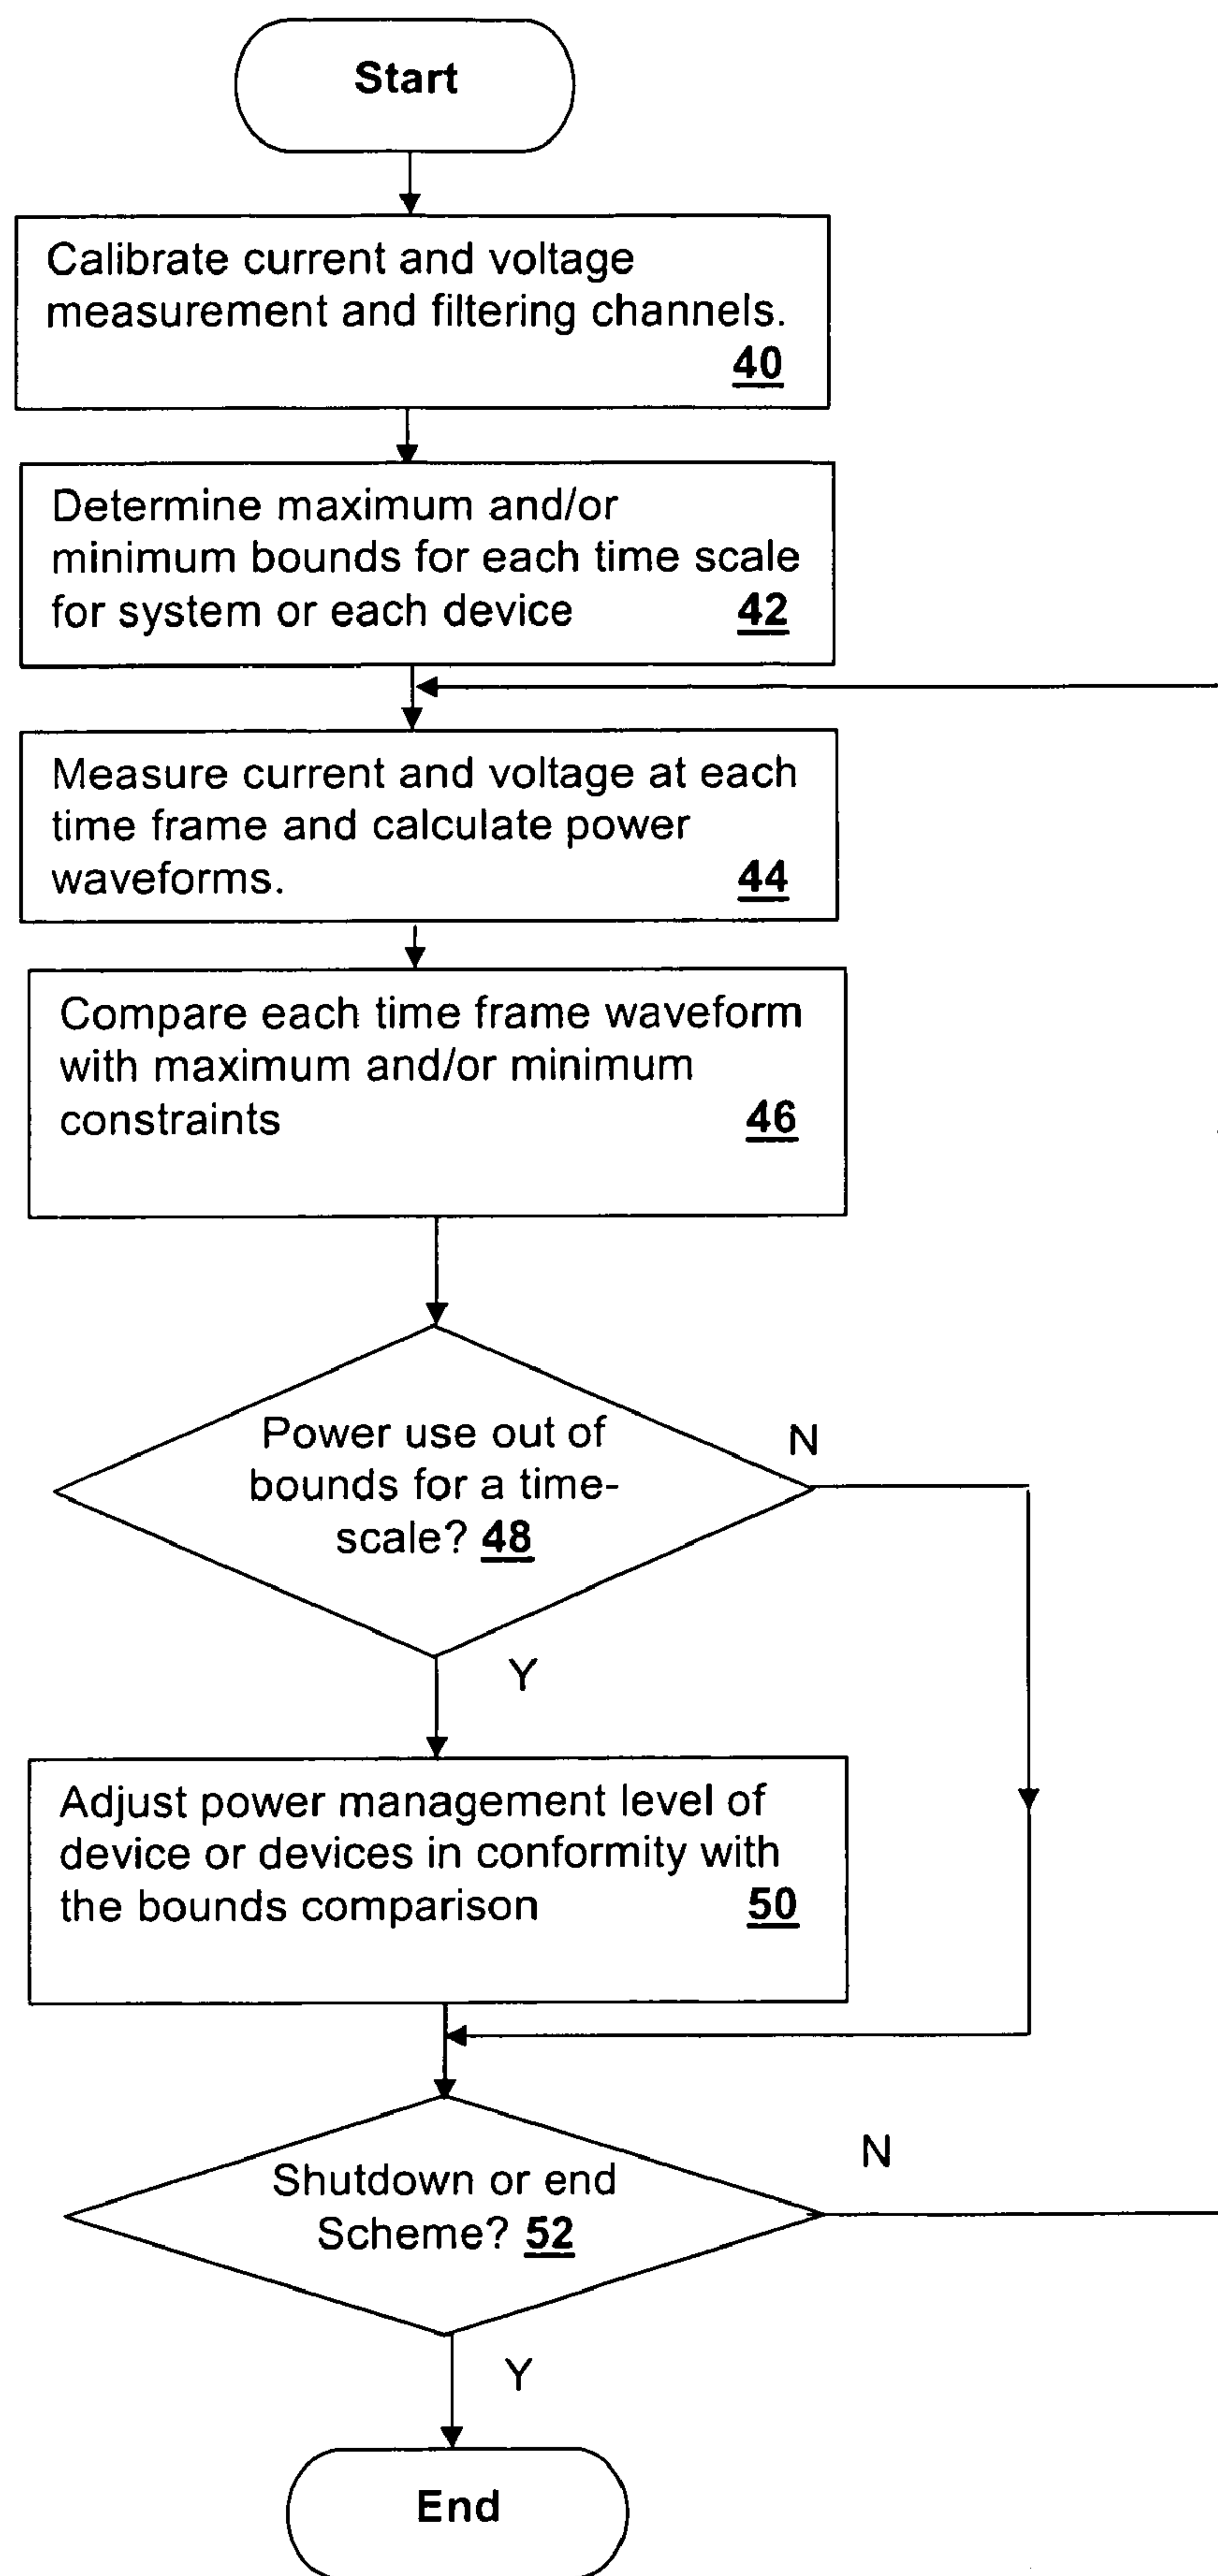 Start
Calibrate current and voltage
measurement and filtering channels.
40
Determine maximum and/or
minimum bounds for each time scale
for system or each device 42
Measure current and voltage at each
time frame and calculate power
waveforms. 44
Compare each time frame waveform
with maximum and/or minimum
constraints 46
Power use out of
bounds for a time-
scale? 48
N
Y
Adjust power management level of
device or devices in conformity with
the bounds comparison 50
Shutdown or end
Scheme? 52
N
Y
End